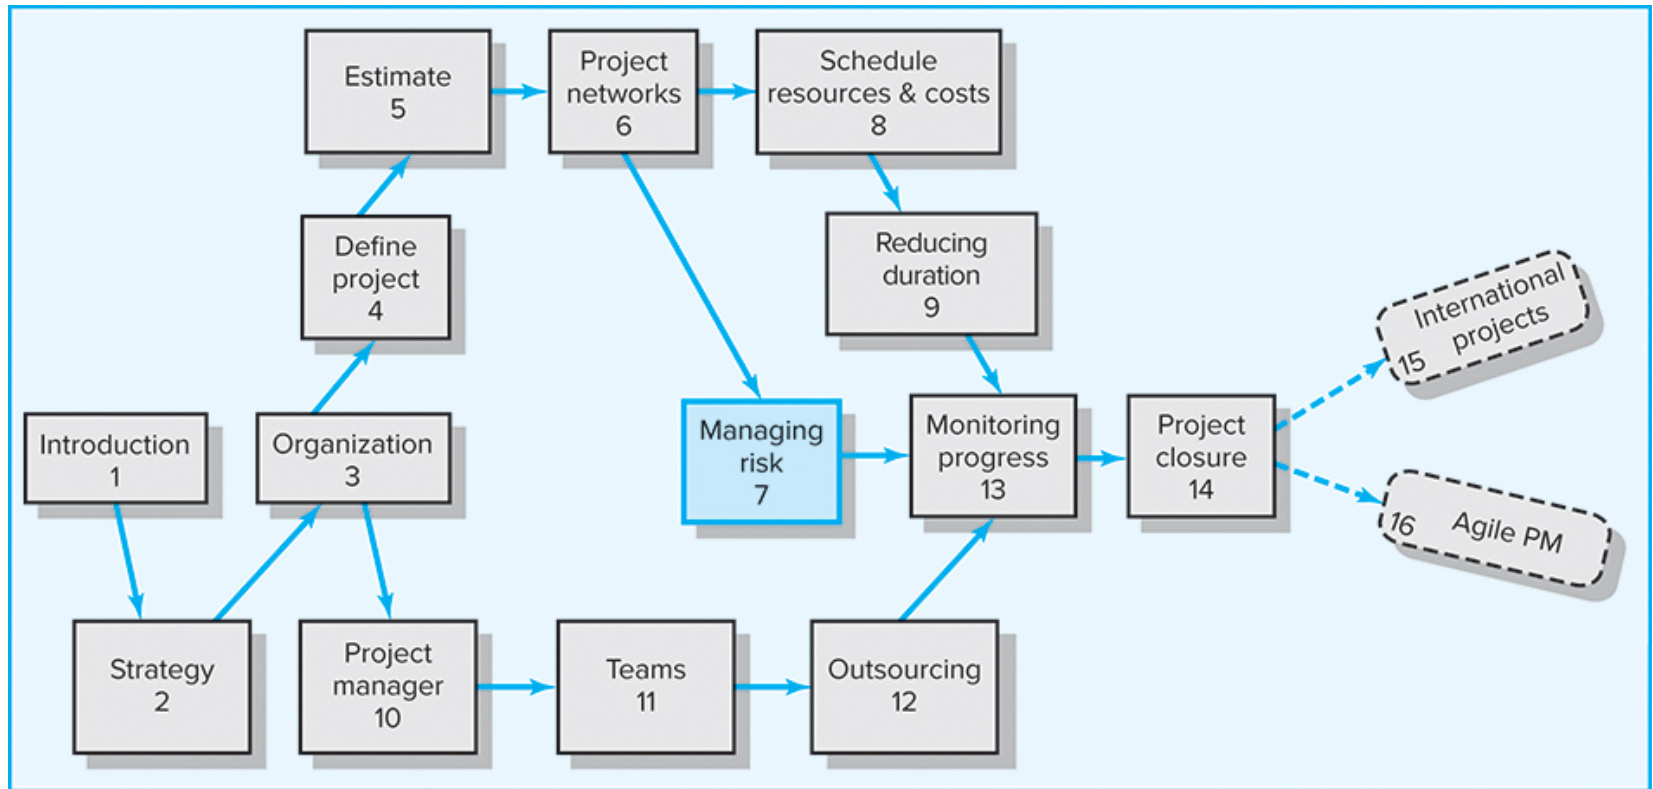 Estimate
5
Project
networks
6
Schedule
resources & costs
8
Define
project
4
Reducing
duration
9
International
projects
15
Introduction
1
Organization
3
Managing
risk
7
Monitoring
progress
13
Project
closure
14
16 Agile PM
Strategy
2
Project
manager
10
Teams
11
Outsourcing
12